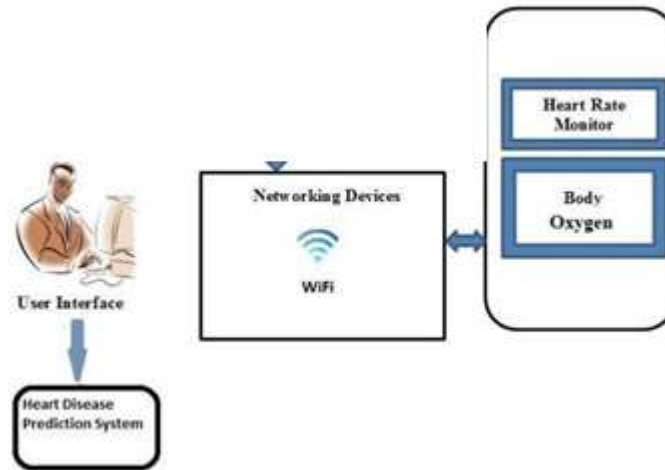 Heart Rate
Monitor
Body
Oxygen
Networking Devices
WiFi
User Interface
Heart Disease
Prediction System